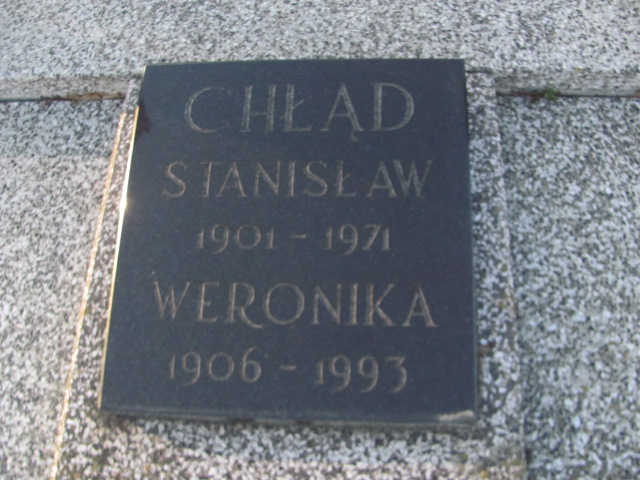 CHŁĄD
STANISŁAW
1901 - 1971
WERONIKA
1906 - 1993